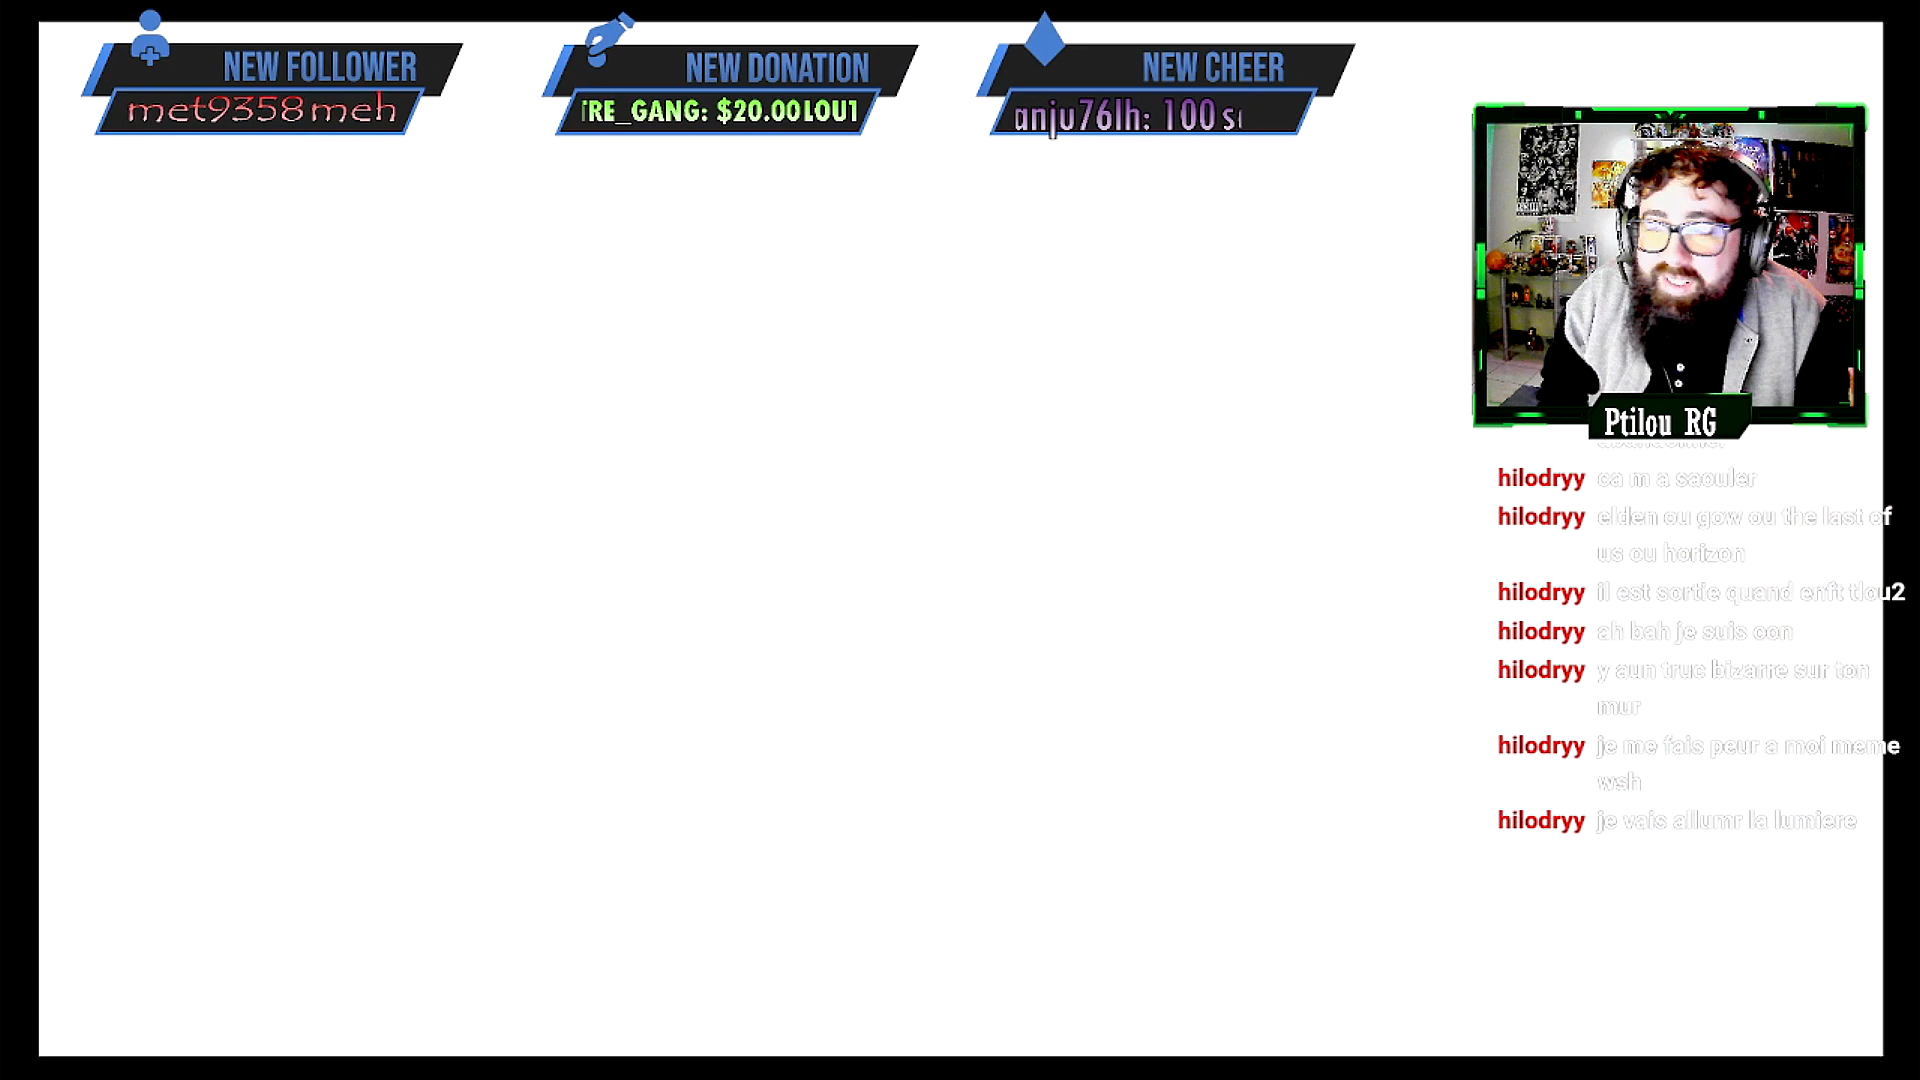 NEW FOLLOWER
met9358meh
NEW DONATION
RE_GANG: $20.00LOUT
NEW CHEER
anju76lh: 100
Ptilou RG
hilodryy ca m a saouler
hilodryy elden ou gow ou the last of
us ou horizon
hilodryy il est sortie quand enft tlou2
hilodryy ah bah je suis con
hilodryy y aun truc bizarre sur ton
mur
hilodryy je me fais peur a moi meme
wsh
hilodryy je vais allumr la lumiere